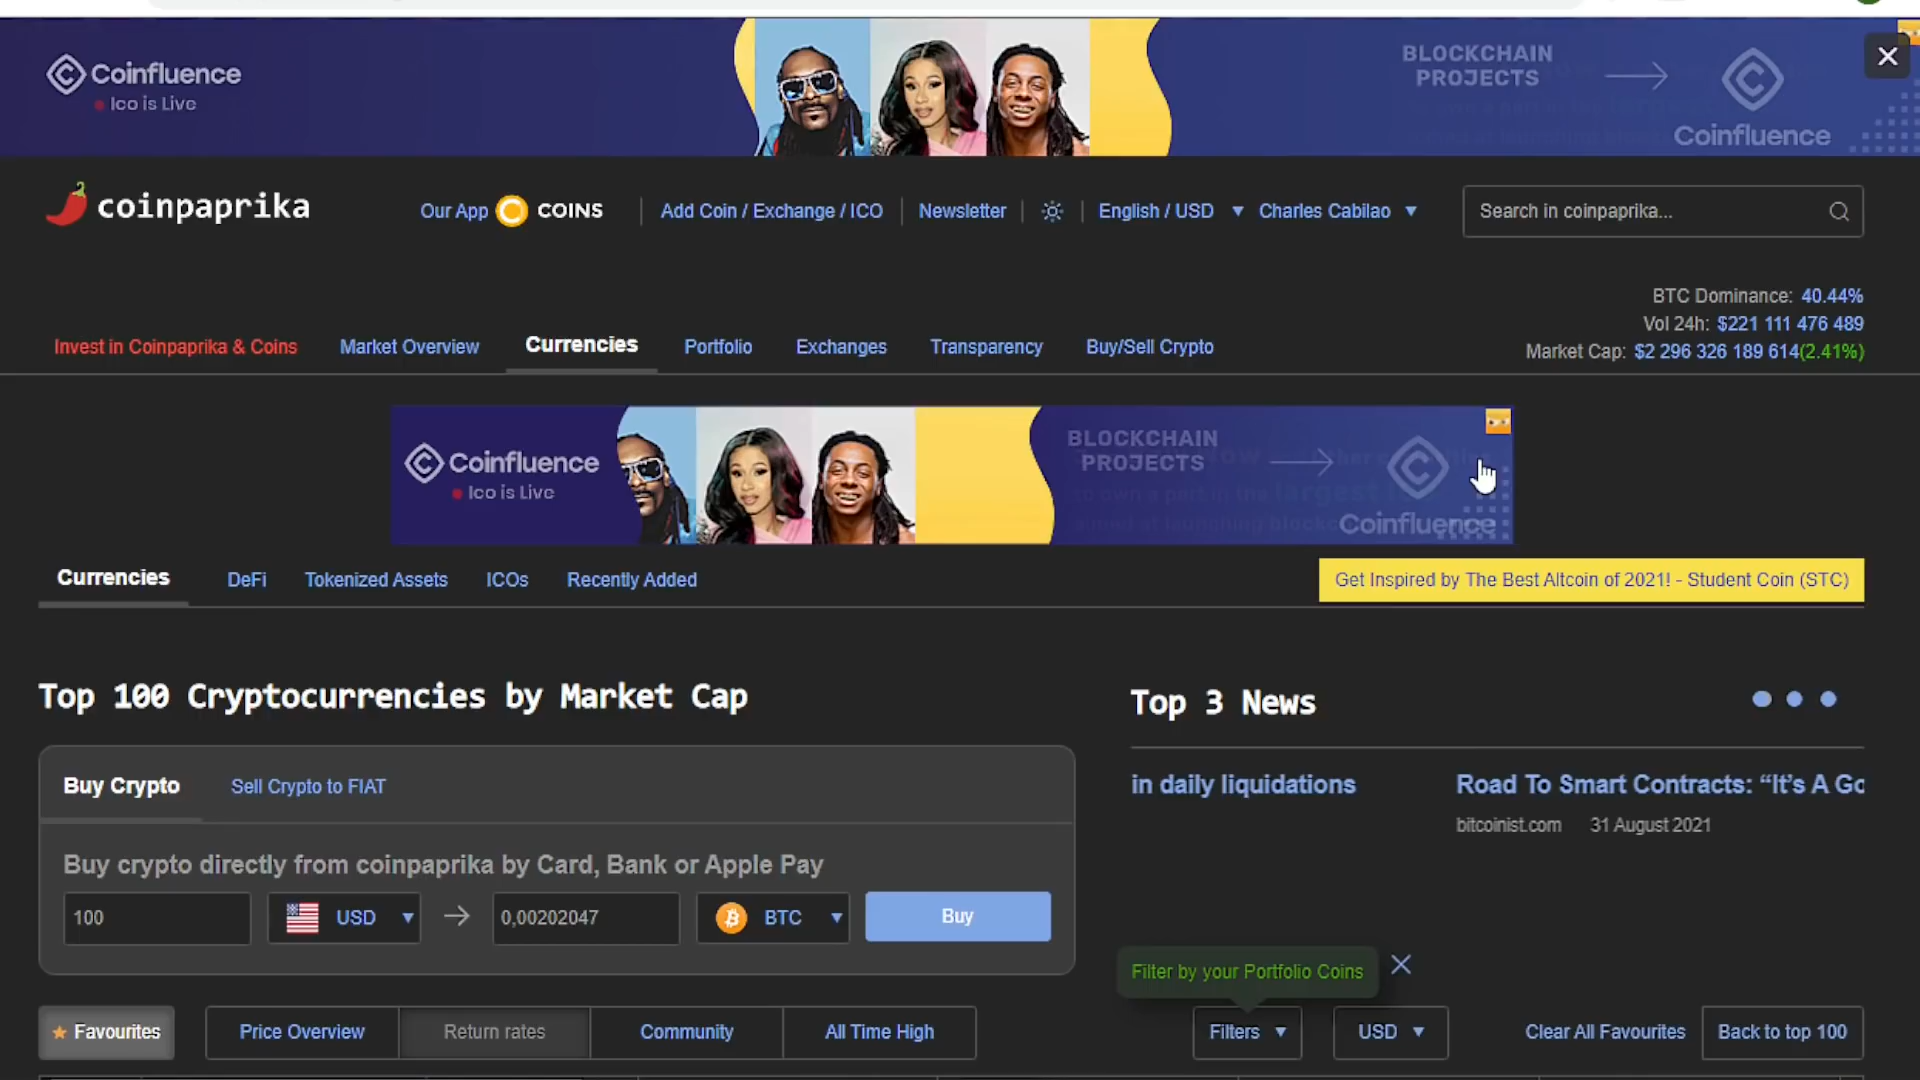 Coinfluence
Ico is Live
BLOCKCHAIN
PROJECTS
Coinfluence
coinpaprika
Our App COINS
Add Coin / Exchange / ICO
Newsletter
English / USD
Charles Cabilao
Search in coinpaprika...
BTC Dominance: 40.44%
Vol 24h: $221 111 476 489
Market Cap: $2 296 326 189 614(2.41%)
Invest in Coinpaprika & Coins
Market Overview
Currencies
Portfolio
Exchanges
Transparency
Buy/Sell Crypto
Coinfluence
Ico is Live
BLOCKCHAIN
PROJECTS
Coinfluence
Currencies
DeFi
Tokenized Assets
ICOs
Recently Added
Get Inspired by The Best Altcoin of 2021! - Student Coin (STC)
Top 100 Cryptocurrencies by Market Cap
Top 3 News
Buy Crypto
Sell Crypto to FIAT
in daily liquidations
Road To Smart Contracts: “It’s A Go
bitcoinist.com 31 August 2021
Buy crypto directly from coinpaprika by Card, Bank or Apple Pay
100
USD
0,00202047
BTC
Buy
Filter by your Portfolio Coins
Favourites
Price Overview
Return rates
Community
All Time High
Filters
USD
Clear All Favourites
Back to top 100